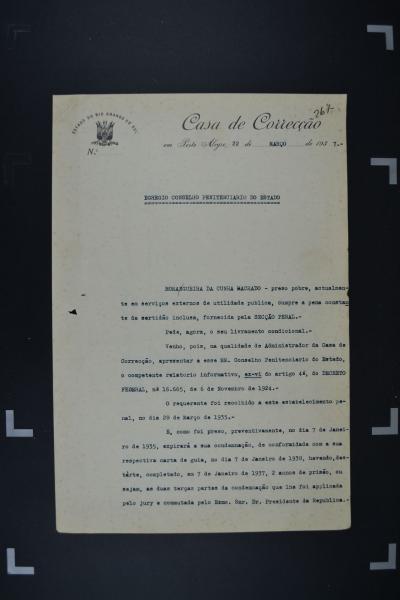 267-
ESTADO DO RIO GRANDE DO SUL
Casa de Correcção
N.º
em Porto Alegre, 22 de MARÇO de 1937.-
EGREGIO CONSELHO PENITENCIARIO DO ESTADO
DA CUNHA MACHADO - preso pobre, actualmen-
te em serviços externos de utilidade publica, cumpre a pena constan
te da certidão inclusa, fornecida pela SECÇÃO PENAL.-
Pede, agora, o seu livramento condicional.-
Venho, pois, na qualidade de Administrador da Casa de
Correcção, apresentar a esse EM. Conselho Penitenciario do Estado,
o competente relatorio informativo, ex-vi do artigo 4º, do DECRETO
FEDERAL, nº 16.665, de 6 de Novembro de 1924.-
O requerente foi recolhido a este estabelecimento pe-
nal, no dia 28 de Março de 1935.-
E, como foi preso, preventivamente, no dia 7 de Janei-
ro de 1935, expirará a sua condemnação, de conformidade com a sua
respectiva carta de guia, no dia 7 de Janeiro de 1938, havendo, des-
tárte, completado, em 7 de Janeiro de 1937, 2 annos de prisão, ou
sejam, as duas terças partes da condemnação que lhe foi applicada
pelo jury e commutada pelo Exmo. Snr. Dr. Presidente da Republica.-